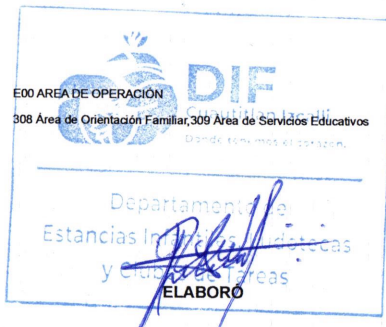 DIF
E00 AREA DE OPERACIÓN
Cuautitlán Izcalli
308 Área de Orientación Familiar,309 Área de Servicios Educativos
Donde tenemos el corazón.
Departamento de
Estancias Infantiles, Ludotecas
y Clubes de Tareas
ELABORÓ